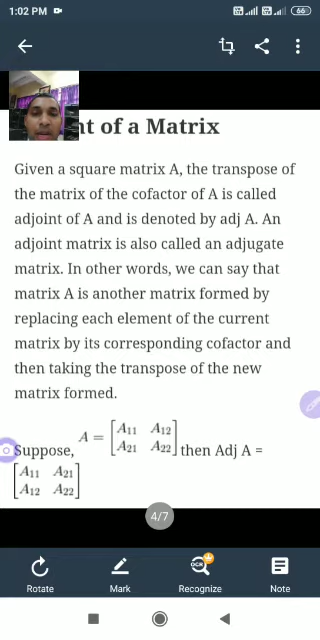 1:02 PM
66
nt of a Matrix
Given a square matrix A, the transpose of
the matrix of the cofactor of A is called
adjoint of A and is denoted by adj A. An
adjoint matrix is also called an adjugate
matrix. In other words, we can say that
matrix A is another matrix formed by
replacing each element of the current
matrix by its corresponding cofactor and
then taking the transpose of the new
matrix formed.
Suppose, A = [A11 A12
A21 A22] then Adj A =
[A11 A21
A12 A22]
4/7
OCR
Rotate Mark Recognize Note